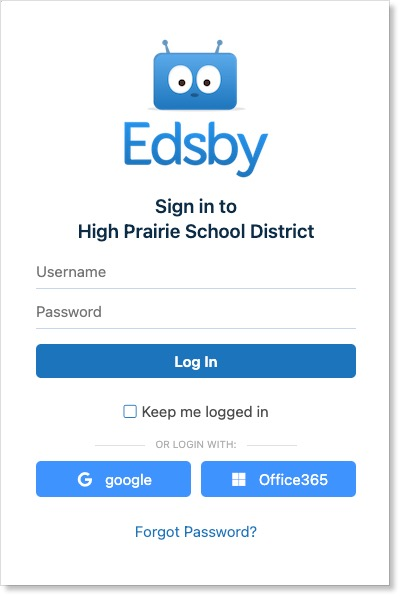 Edsby
Sign in to
High Prairie School District
Username
Password
Log In
Keep me logged in
OR LOGIN WITH:
google
Office365
Forgot Password?